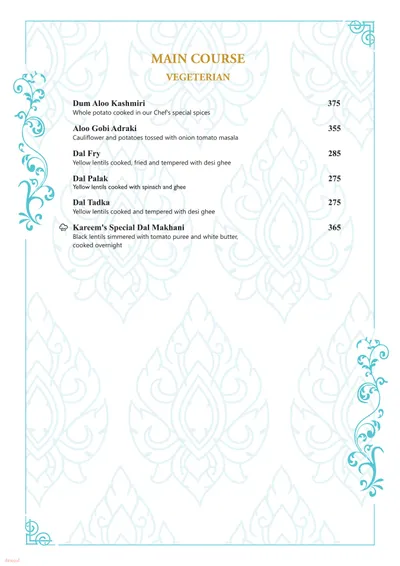 MAIN COURSE
VEGETERIAN
Dum Aloo Kashmiri 375
Whole potato cooked in our Chef's special spices
Aloo Gobi Adraki 355
Cauliflower and potatoes tossed with onion tomato masala
Dal Fry 285
Yellow lentils cooked, fried and tempered with desi ghee
Dal Palak 275
Yellow lentils cooked with spinach and ghee
Dal Tadka 275
Yellow lentils cooked and tempered with desi ghee
Kareem's Special Dal Makhani 365
Black lentils simmered with tomato puree and white butter,
cooked overnight